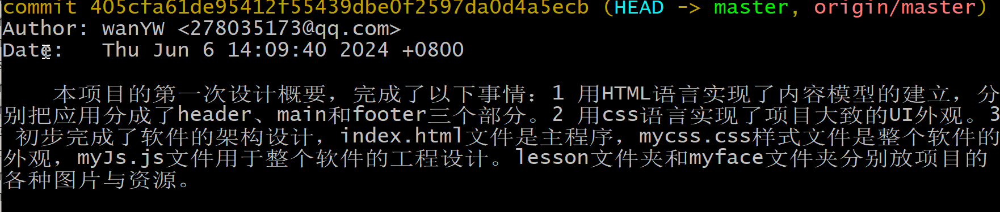 commit 405cfa61de95412f55439dbe0f2597da0d4a5ecb (HEAD -> master, origin/master)
Author: wanYW <278035173@qq.com>
Date:   Thu Jun 6 14:09:40 2024 +0800
本项目的第一次设计概要，完成了以下事情：1 用HTML语言实现了内容模型的建立，分
别把应用分成了header、main和footer三个部分。2 用css语言实现了项目大致的UI外观。3
初步完成了软件的架构设计，index.html文件是主程序，mycss.css样式文件是整个软件的
外观，myJs.js文件用于整个软件的工程设计。lesson文件夹和myface文件夹分别放项目的
各种图片与资源。